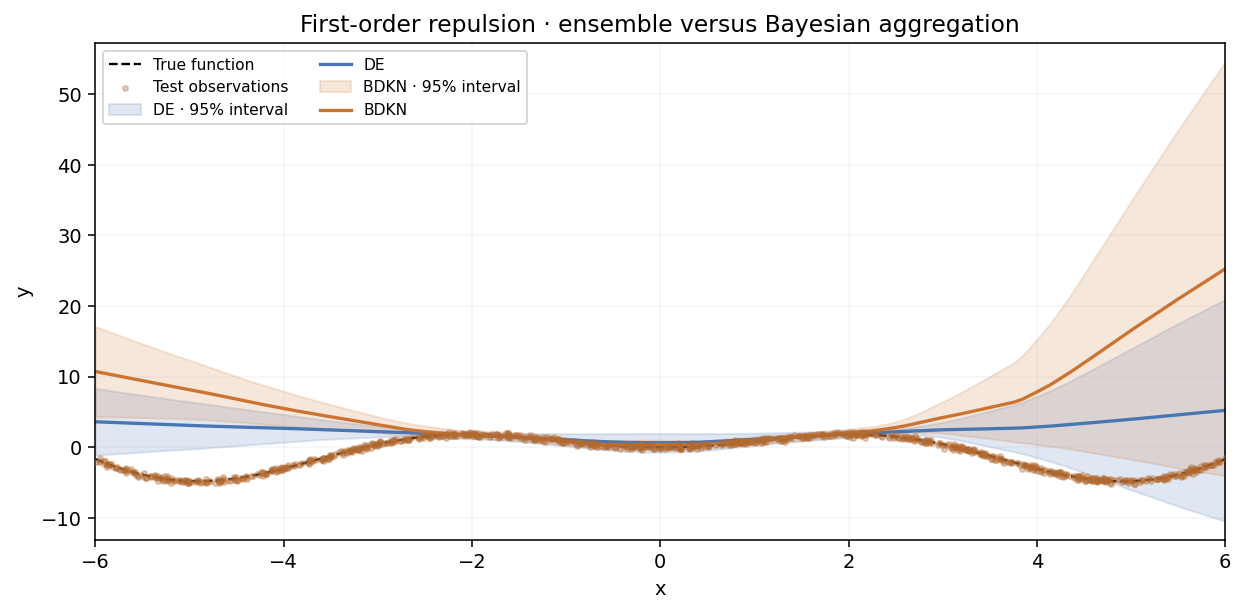 First-order repulsion · ensemble versus Bayesian aggregation
True function
Test observations
DE · 95% interval
DE
BDKN · 95% interval
BDKN
50
40
30
20
10
0
−10
y
−6
−4
−2
0
2
4
6
x